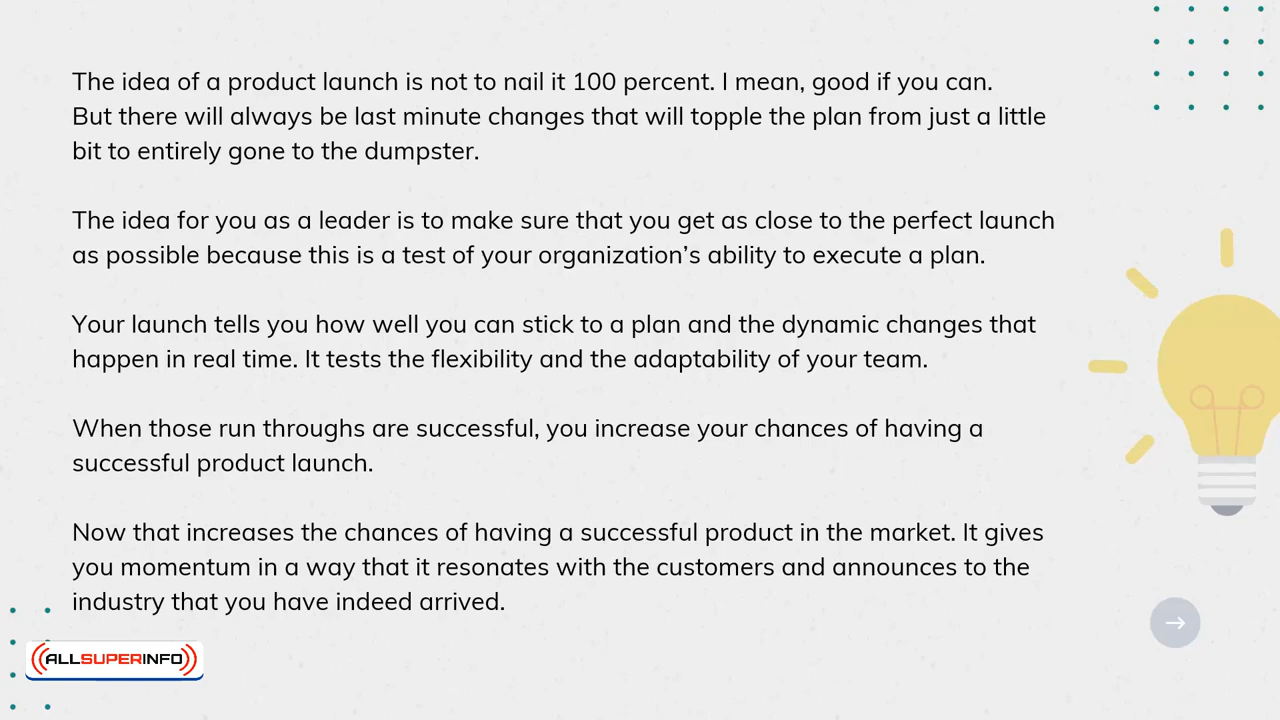 The idea of a product launch is not to nail it 100 percent. I mean, good if you can.
But there will always be last minute changes that will topple the plan from just a little
bit to entirely gone to the dumpster.
The idea for you as a leader is to make sure that you get as close to the perfect launch
as possible because this is a test of your organization’s ability to execute a plan.
Your launch tells you how well you can stick to a plan and the dynamic changes that
happen in real time. It tests the flexibility and the adaptability of your team.
When those run throughs are successful, you increase your chances of having a
successful product launch.
Now that increases the chances of having a successful product in the market. It gives
you momentum in a way that it resonates with the customers and announces to the
industry that you have indeed arrived.
ALLSUPERINFO